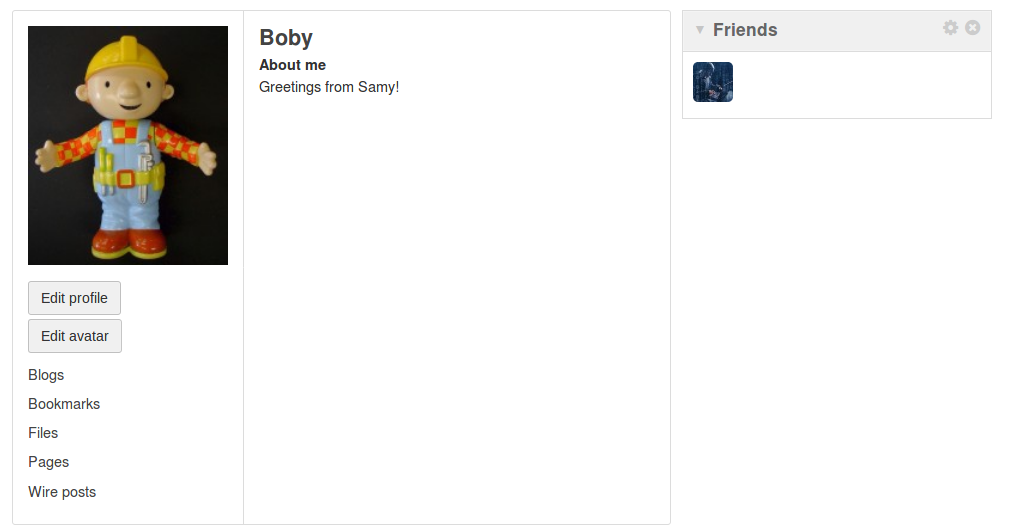 Boby
About me
Greetings from Samy!
Edit profile
Edit avatar
Blogs
Bookmarks
Files
Pages
Wire posts
Friends